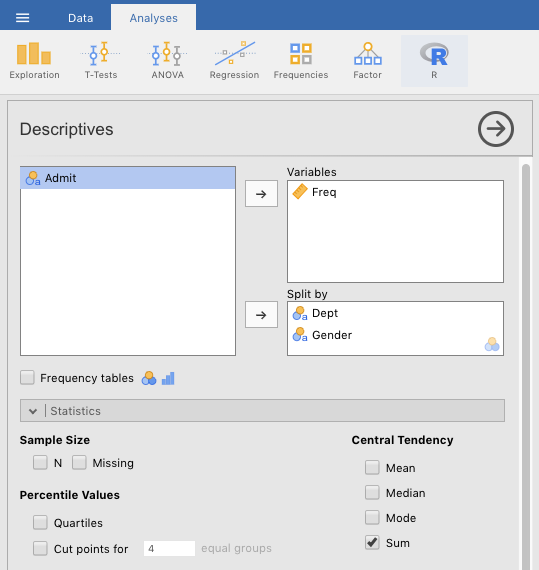 Data Analyses
Exploration T-Tests ANOVA Regression Frequencies Factor R
Descriptives
Admit
Variables
Freq
Split by
Dept
Gender
Frequency tables
Statistics
Sample Size
N Missing
Percentile Values
Quartiles
Cut points for 4 equal groups
Central Tendency
Mean
Median
Mode
Sum